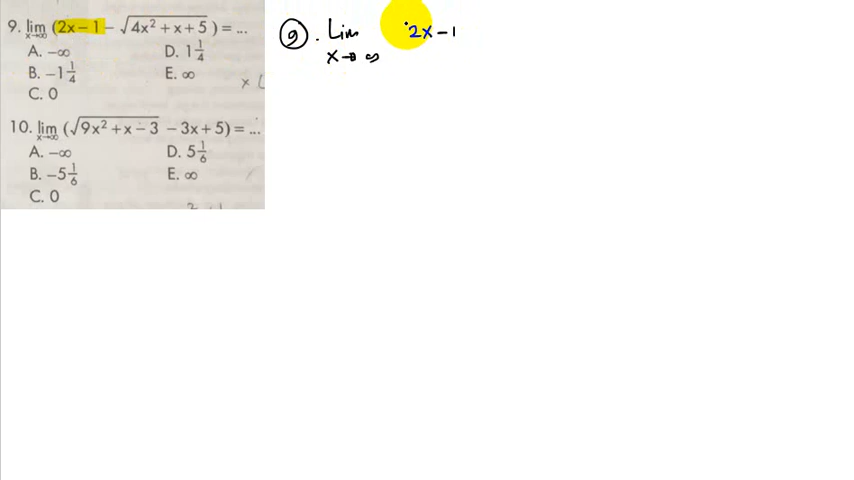 9. lim x→∞ (2x – 1 – √4x² + x + 5 ) = ...
A. –∞ D. 1 1/4
B. –1 1/4 E. ∞
C. 0
10. lim x→∞ (√9x² + x – 3 – 3x + 5) = ...
A. –∞ D. 5 1/6
B. –5 1/6 E. ∞
C. 0
9. Lim x→∞ 2x – 1